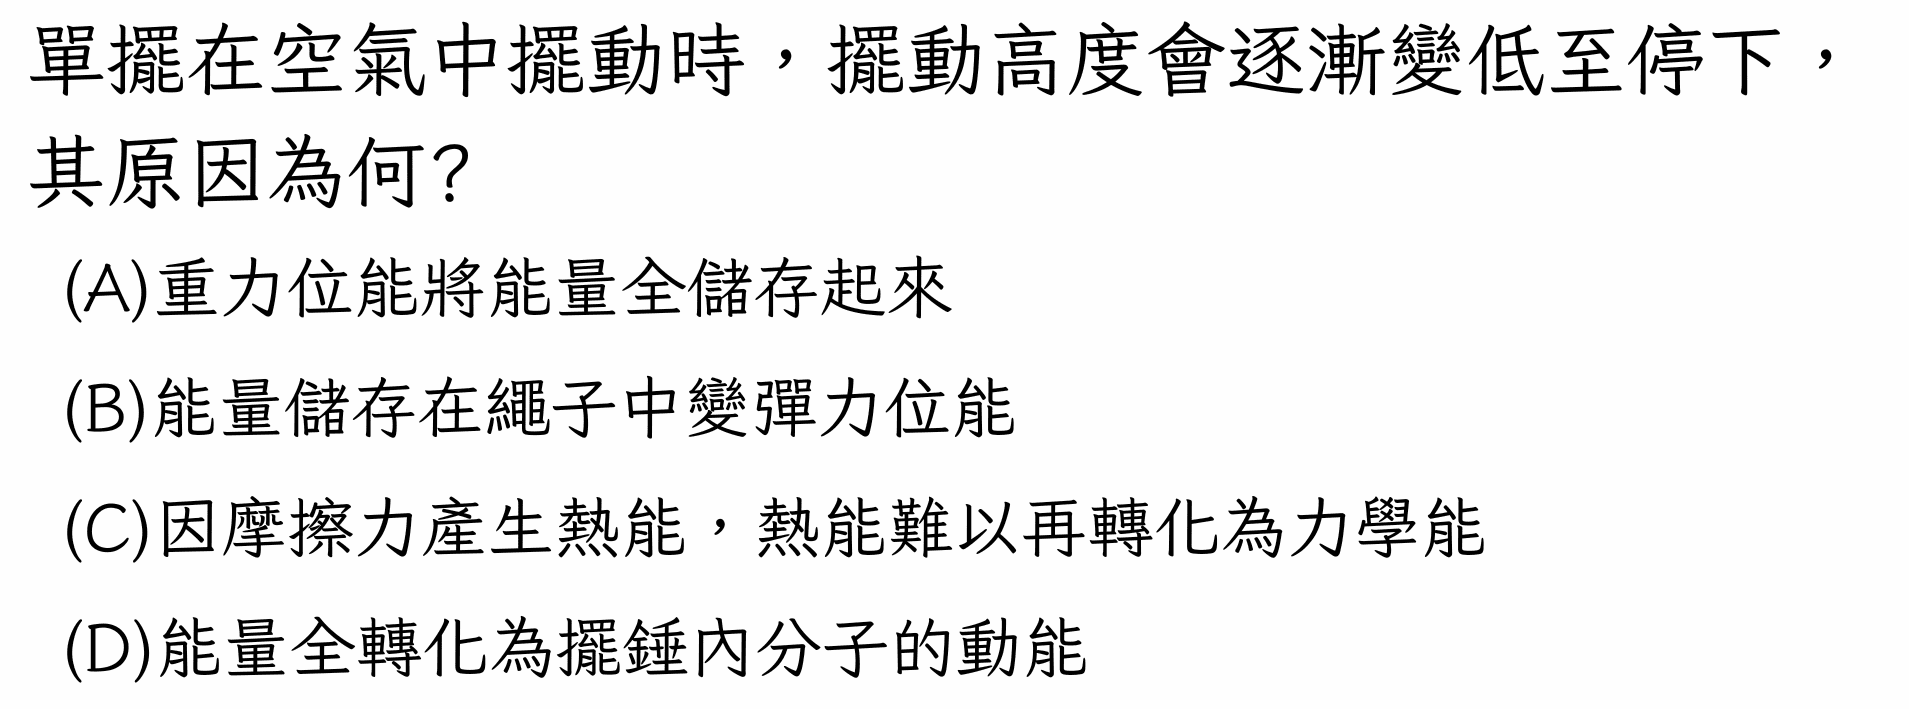 單擺在空氣中擺動時，擺動高度會逐漸變低至停下，
其原因為何?
(A)重力位能將能量全儲存起來
(B)能量儲存在繩子中變彈力位能
(C)因摩擦力產生熱能，熱能難以再轉化為力學能
(D)能量全轉化為擺錘內分子的動能